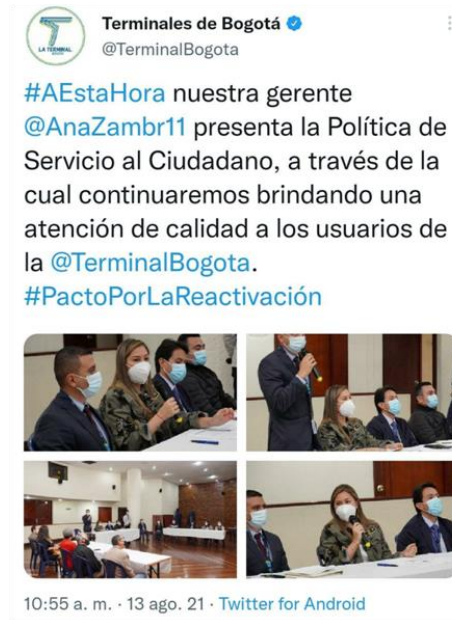 Terminales de Bogotá
@TerminalBogota
LA TERMINAL
#AEstaHora nuestra gerente
@AnaZambr11 presenta la Política de
Servicio al Ciudadano, a través de la
cual continuaremos brindando una
atención de calidad a los usuarios de
la @TerminalBogota.
#PactoPorLaReactivación
10:55 a. m. · 13 ago. 21 · Twitter for Android